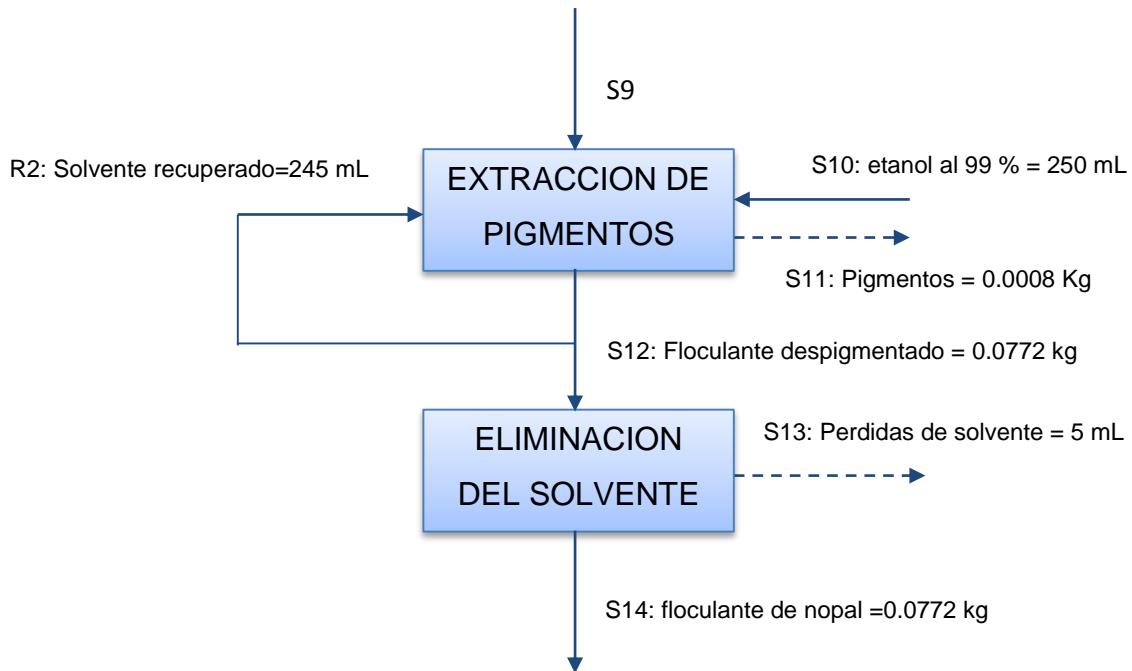 S9
R2: Solvente recuperado=245 mL
EXTRACCION DE
PIGMENTOS
S10: etanol al 99 % = 250 mL
S11: Pigmentos = 0.0008 Kg
S12: Floculante despigmentado = 0.0772 kg
ELIMINACION
DEL SOLVENTE
S13: Perdidas de solvente = 5 mL
S14: floculante de nopal =0.0772 kg